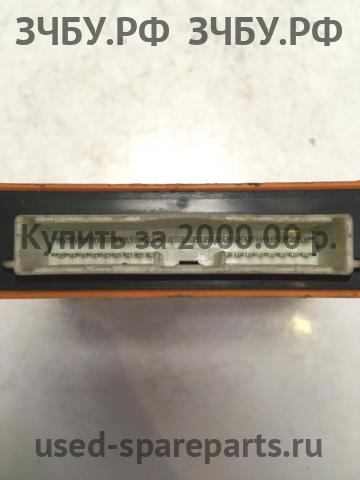 ЗЧБУ.РФ ЗЧБУ.РФ
Купить за 2000.00 р.
used-spareparts.ru